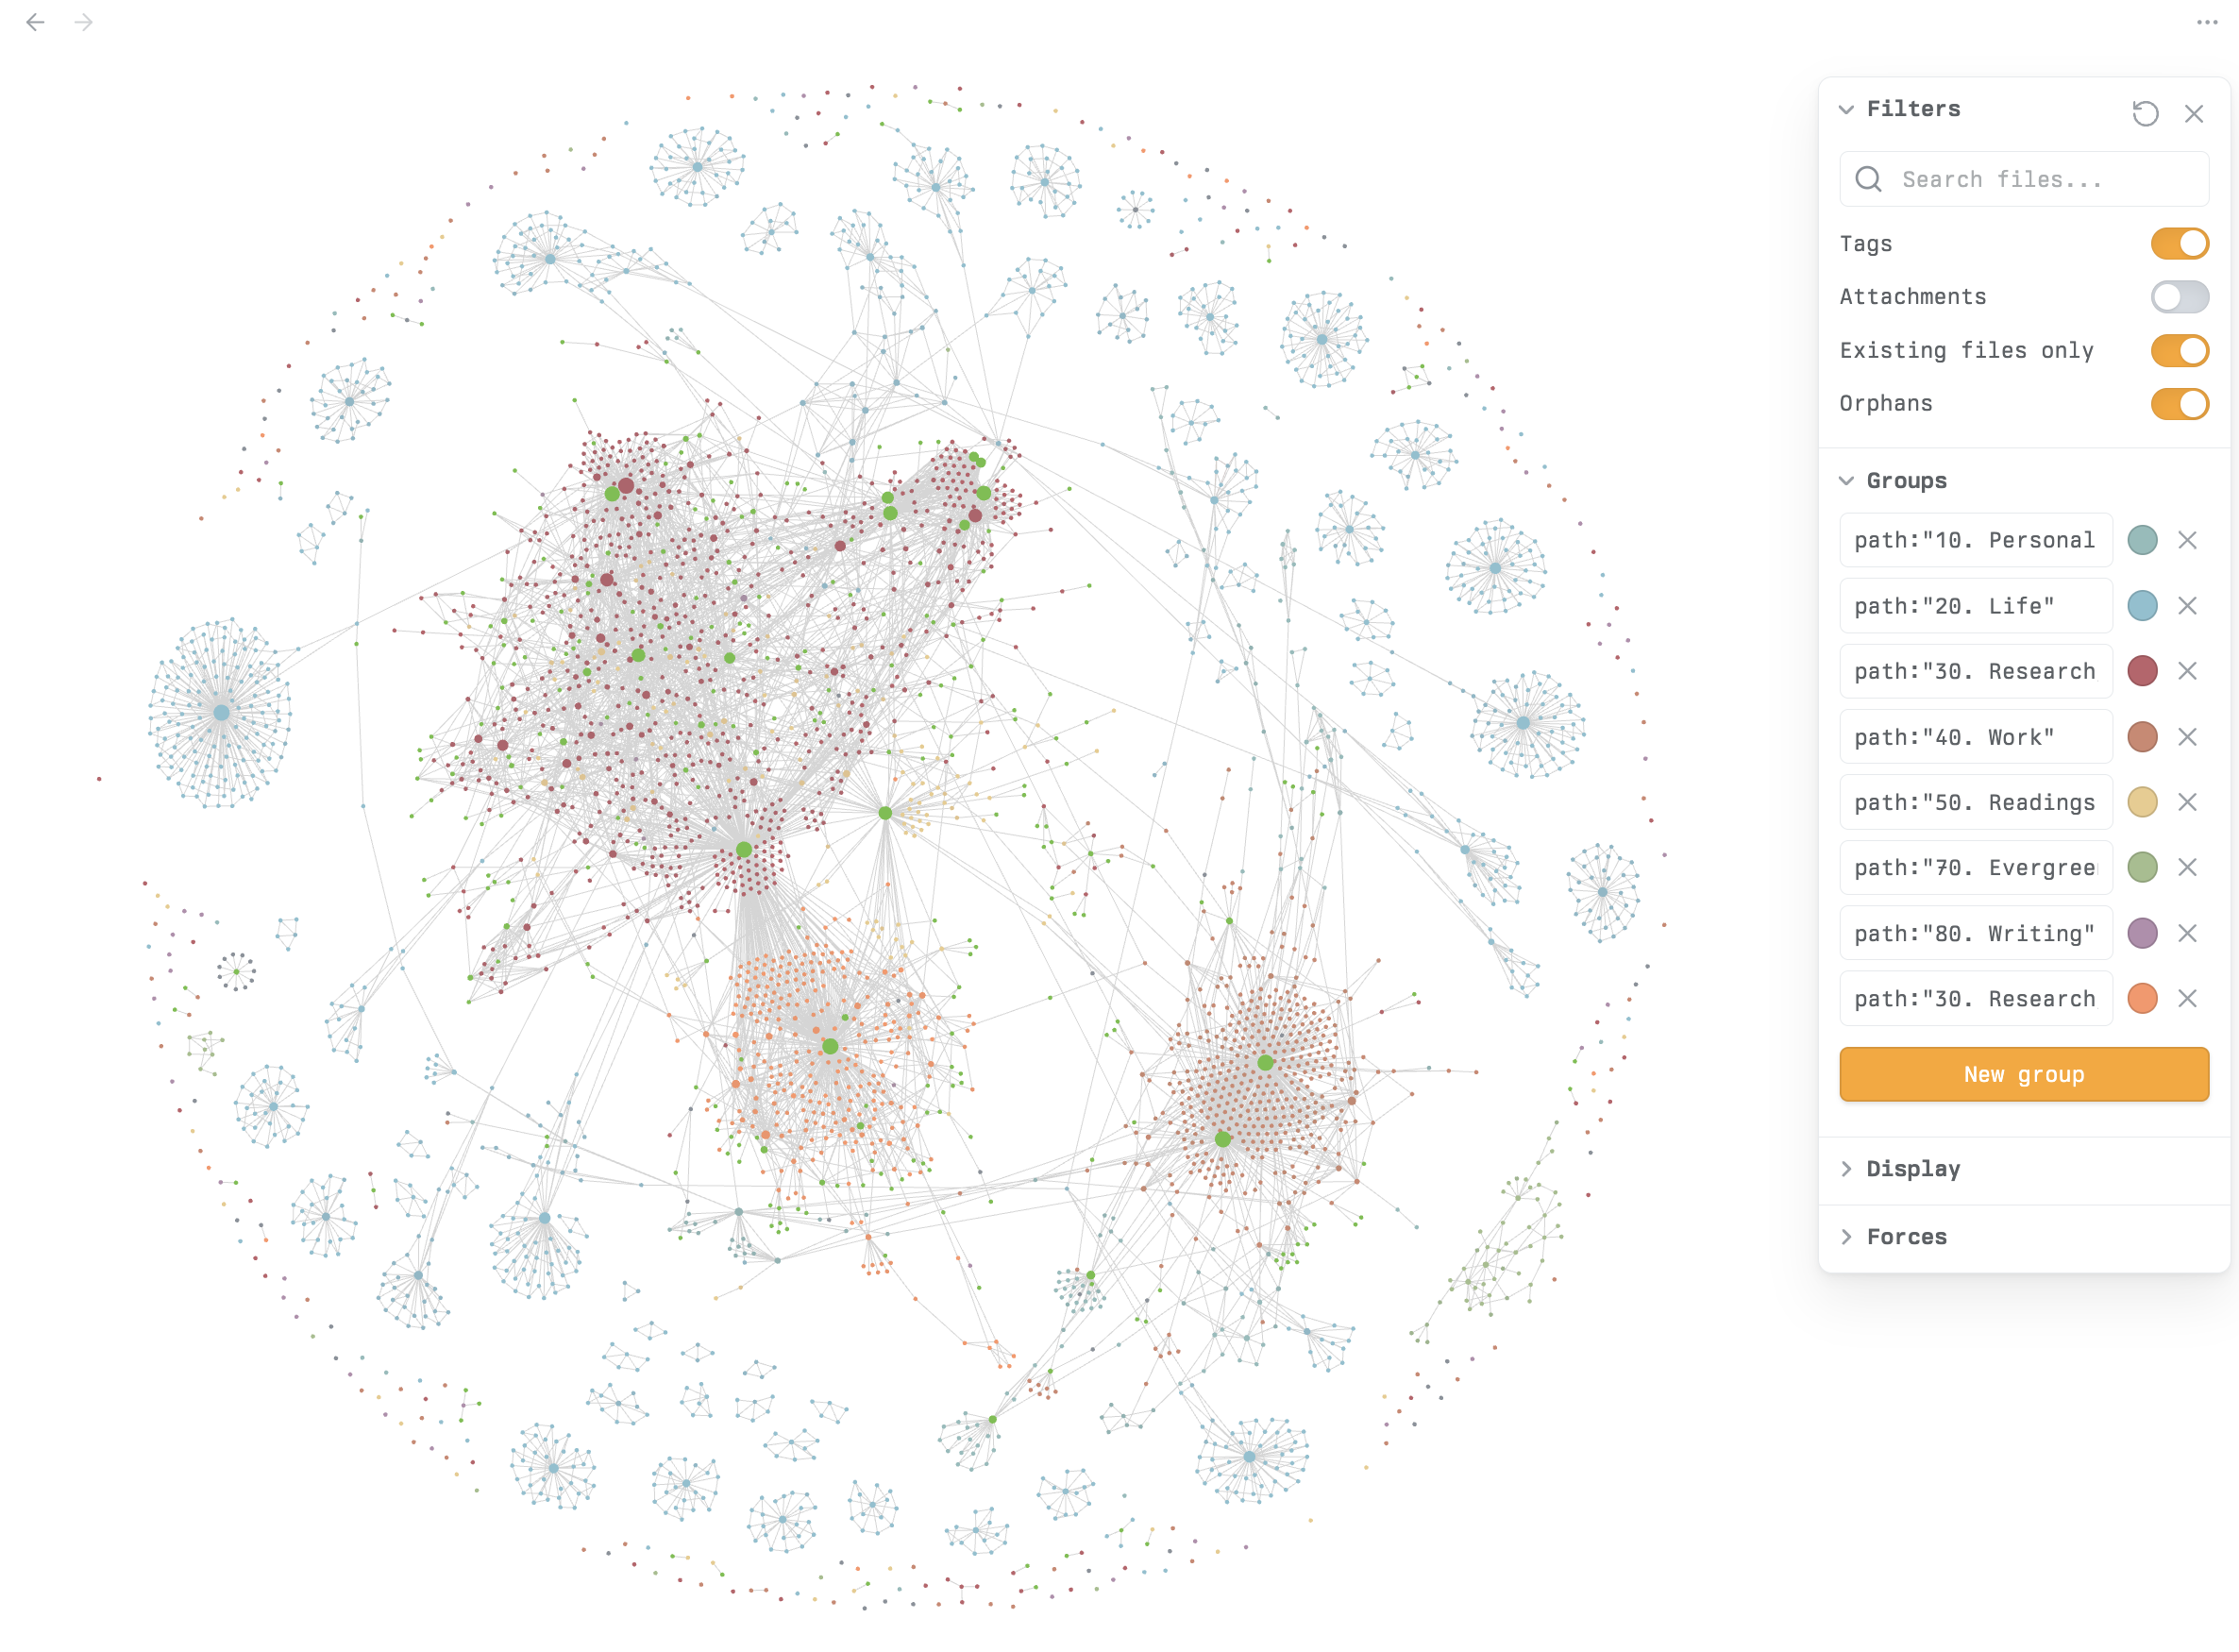 Filters
Search files...
Tags
Attachments
Existing files only
Orphans
Groups
path:"10. Personal
path:"20. Life"
path:"30. Research
path:"40. Work"
path:"50. Readings
path:"70. Evergree
path:"80. Writing"
path:"30. Research
New group
Display
Forces